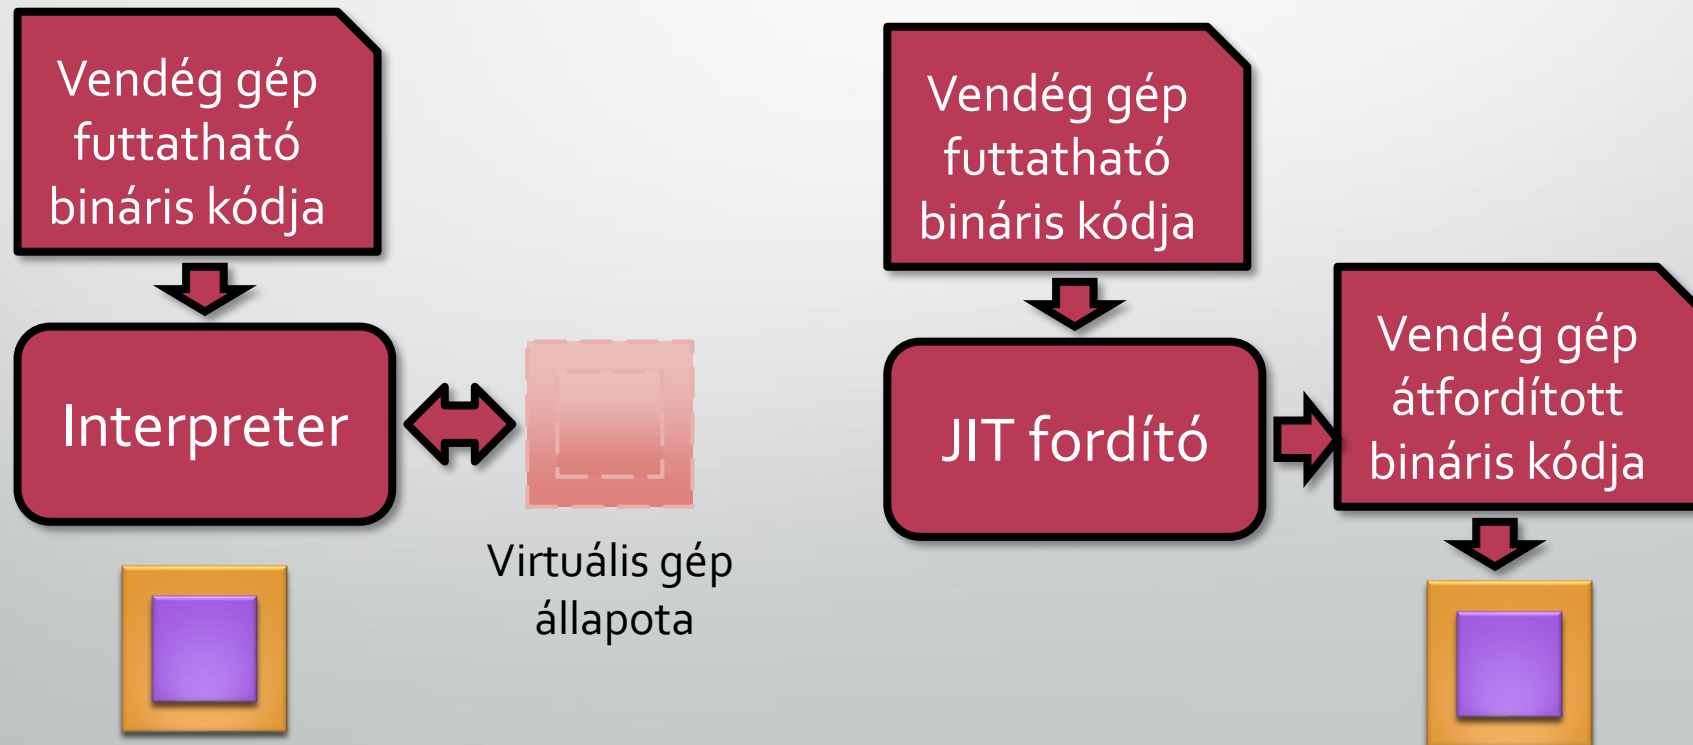 Vendég gép
futtatható
bináris kódja
Interpreter
Virtuális gép
állapota
Vendég gép
futtatható
bináris kódja
JIT fordító
Vendég gép
átfordított
bináris kódja